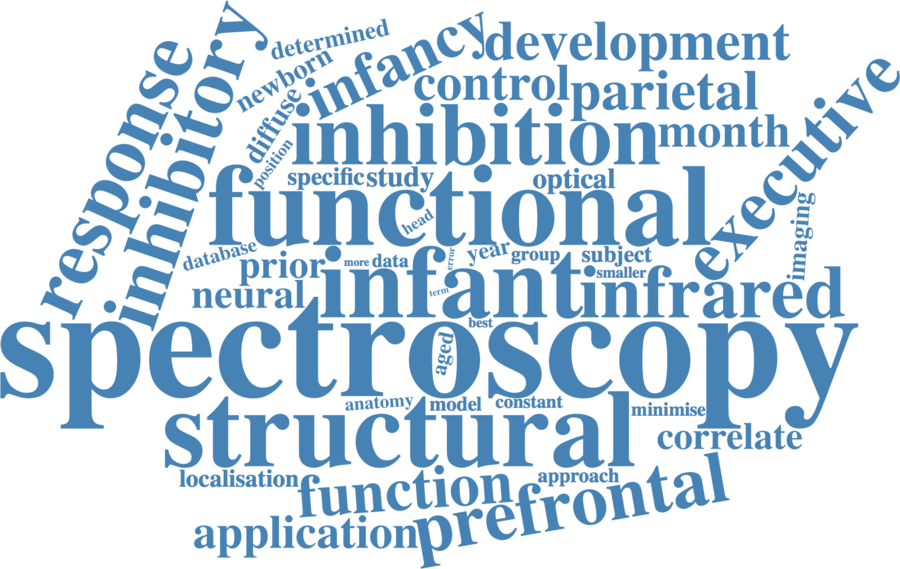 determined
response
inhibitory
newborn
infancy
development
diffuse
control
parietal
executive
position
inhibition
month
specific
study
optical
functional
head
imaging
database
prior
more
data
error
year
group
subject
smaller
neural
infant
term
infrared
best
spectroscopy
aged
anatomy
model
constant
minimise
structural
correlate
localisation
function
approach
prefrontal
application